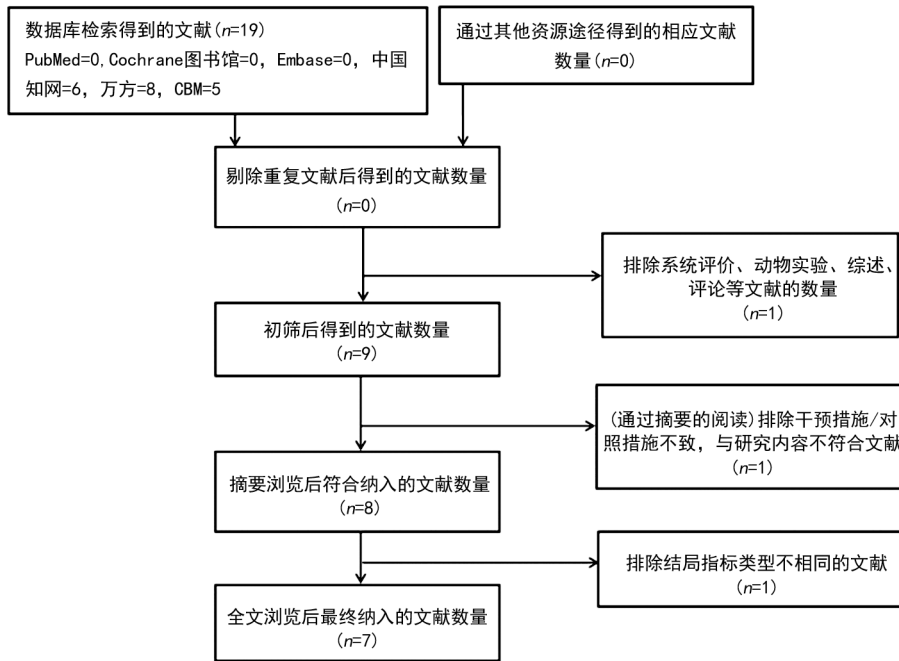 数据库检索得到的文献(n=19)
PubMed=0,Cochrane图书馆=0, Embase=0, 中国
知网=6, 万方=8, CBM=5
通过其他资源途径得到的相应文献
数量(n=0)
剔除重复文献后得到的文献数量
(n=0)
排除系统评价、动物实验、综述、
评论等文献的数量
(n=1)
初筛后得到的文献数量
(n=9)
(通过摘要的阅读)排除干预措施/对
照措施不致, 与研究内容不符合文献
(n=1)
摘要浏览后符合纳入的文献数量
(n=8)
排除结局指标类型不相同的文献
(n=1)
全文浏览后最终纳入的文献数量
(n=7)